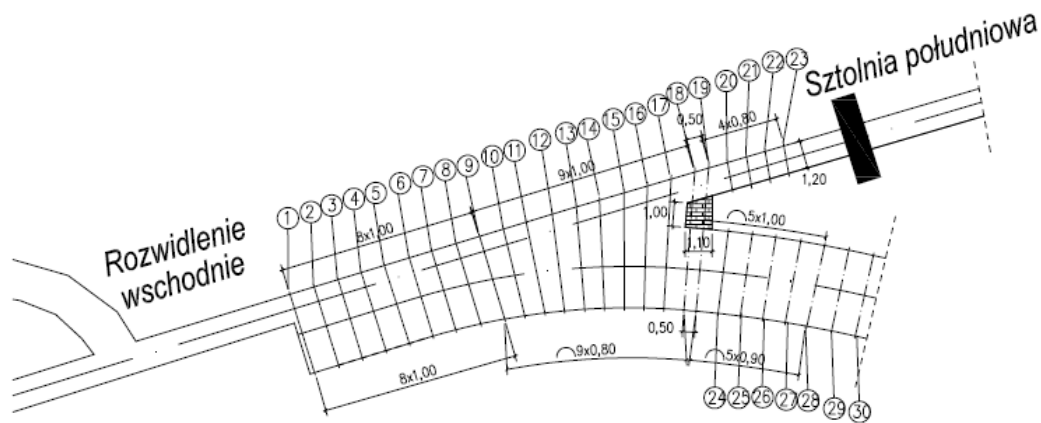 Sztolnia południowa
Rozwidlenie
wschodnie
1 2 3 4 5 6 7 8 9 10 11 12 13 14 15 16 17 18 19 20 21 22 23
8x1,00
9x1,00
0,50
4x0,80
1,20
1,00
1,10
5x1,00
0,50
8x1,00
9x0,80
5x0,90
24 25 26 27 28 29 30